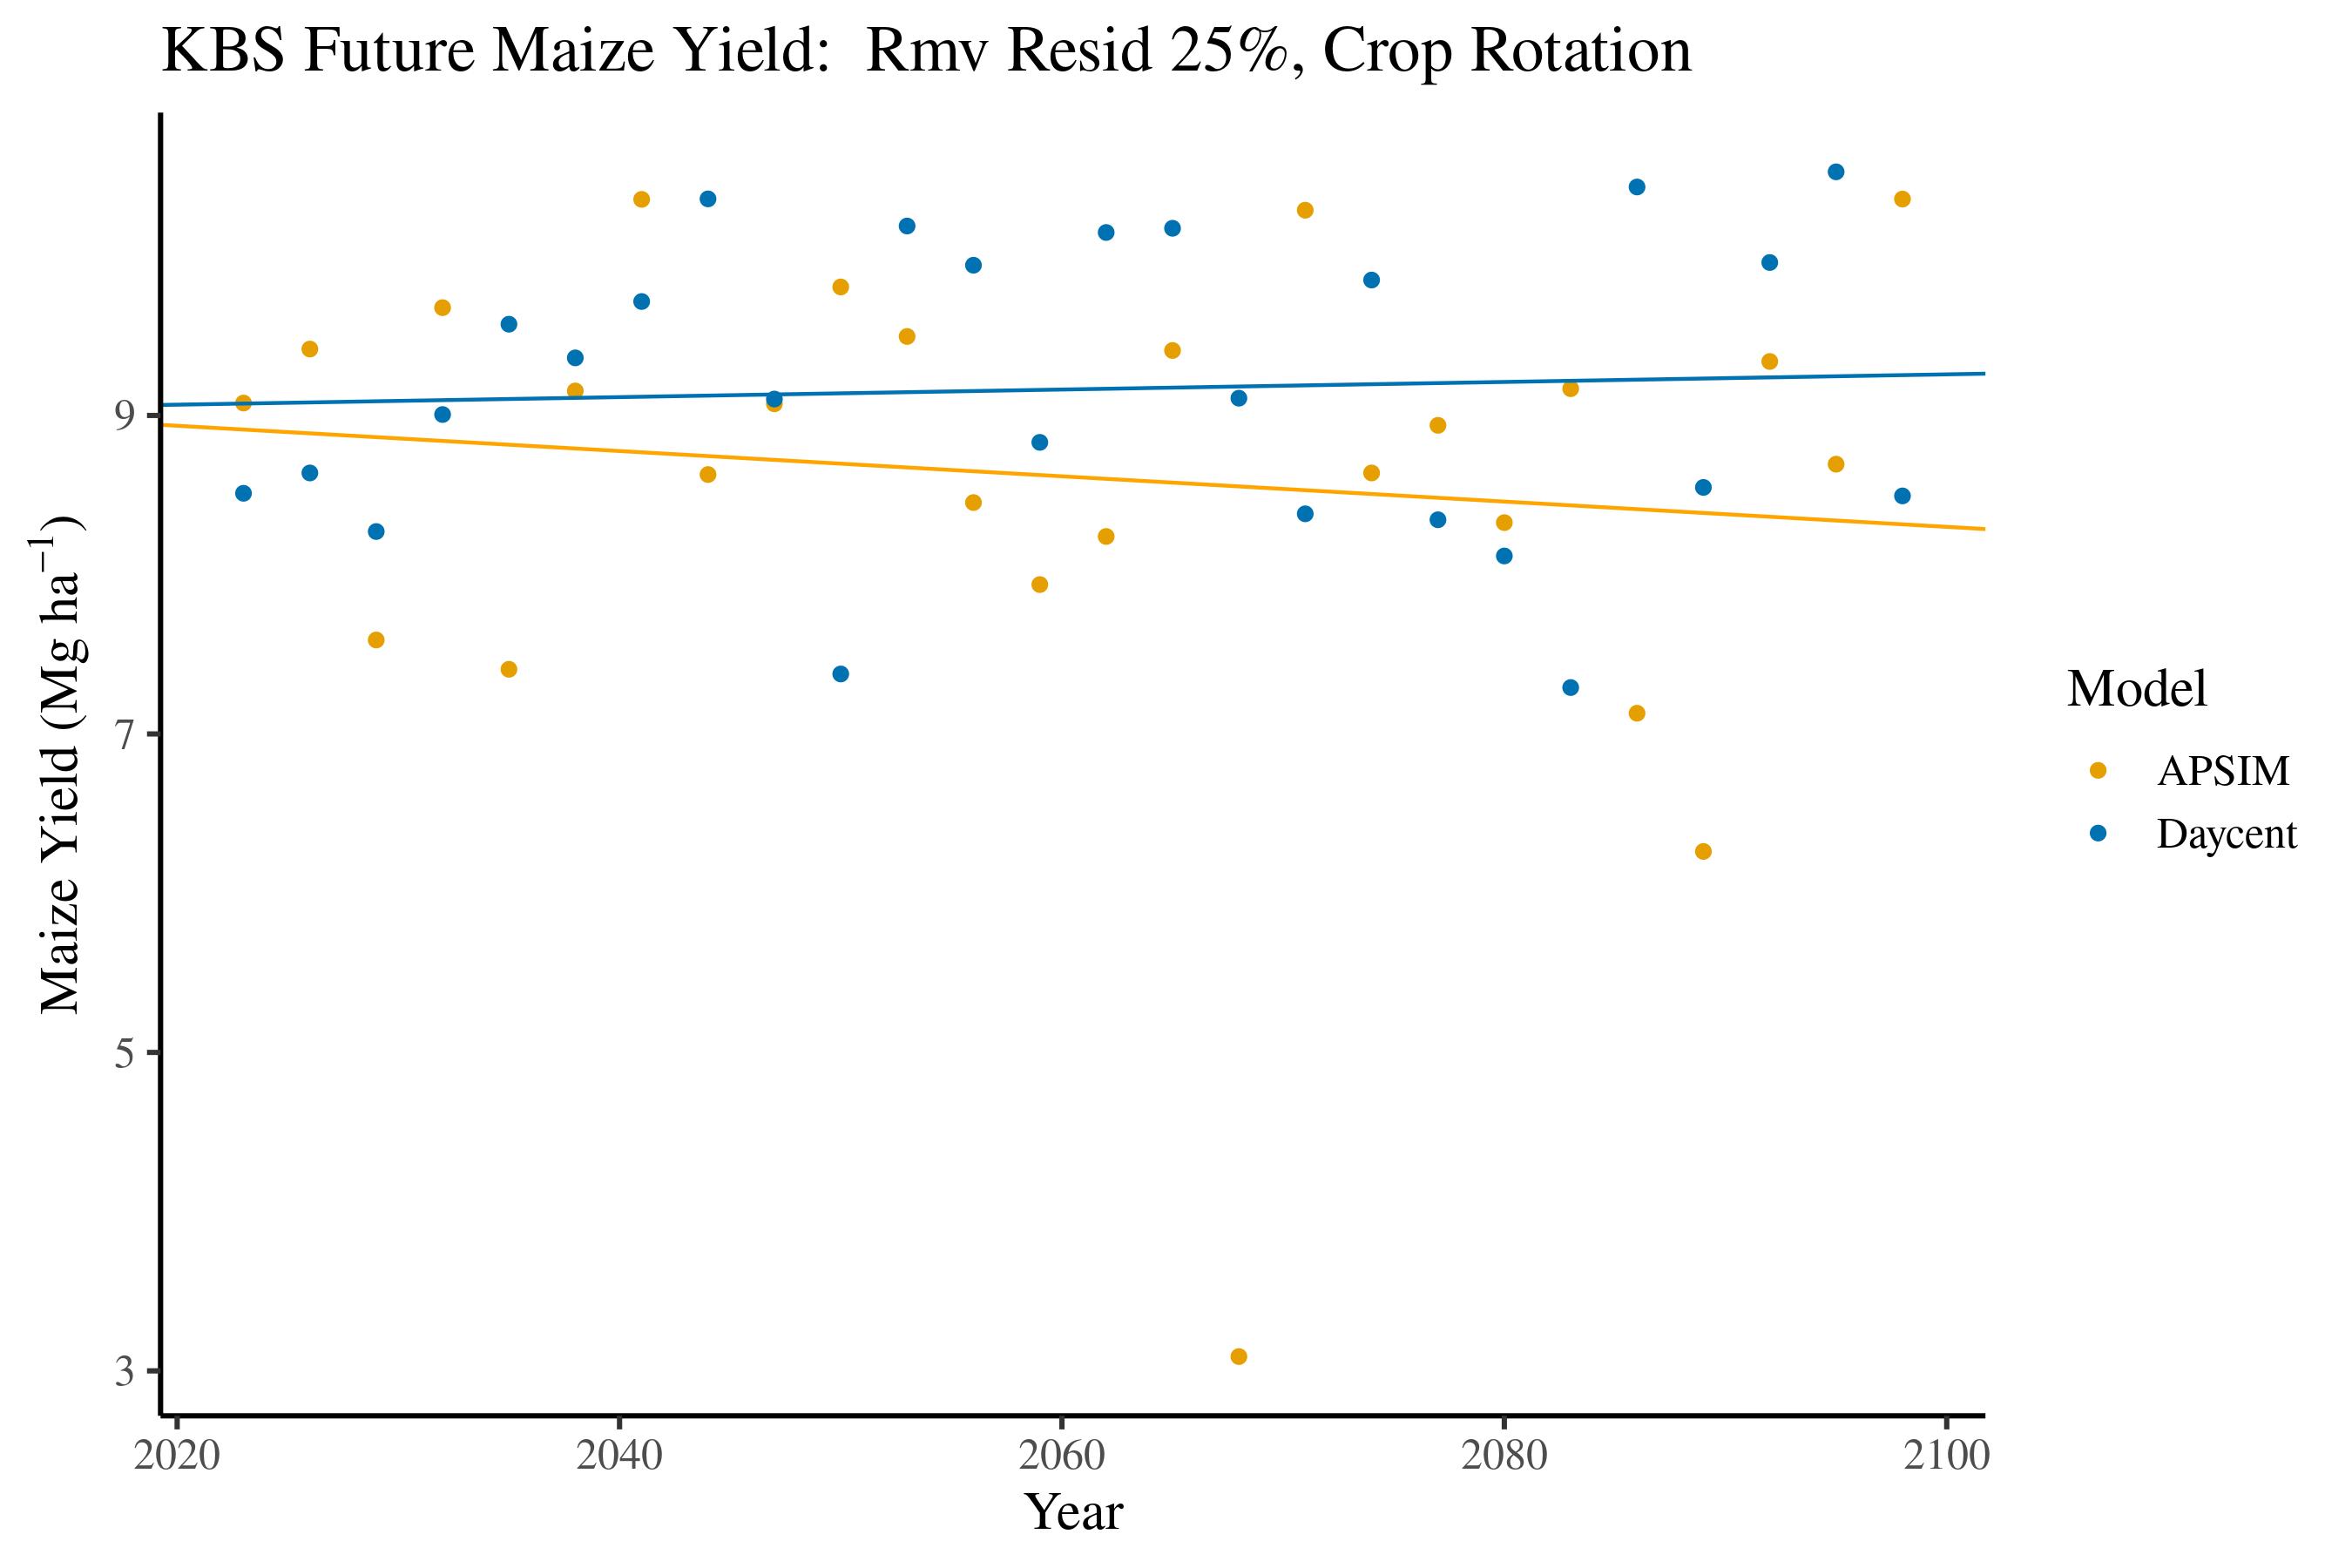 KBS Future Maize Yield:  Rmv Resid 25%, Crop Rotation
Maize Yield (Mg ha⁻¹)
9
7
5
3
2020 2040 2060 2080 2100
Year
Model
APSIM
Daycent